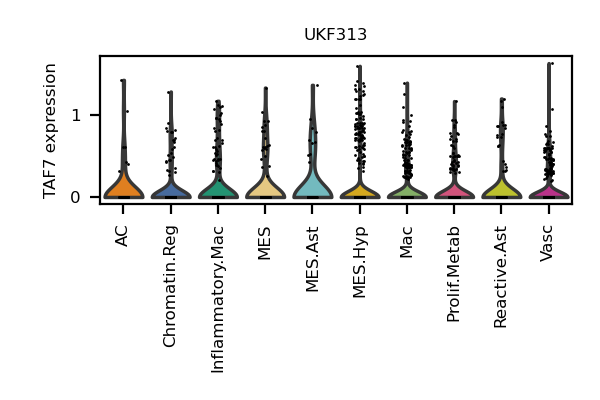 UKF313
TAF7 expression
1
0
AC
Chromatin.Reg
Inflammatory.Mac
MES
MES.Ast
MES.Hyp
Mac
Prolif.Metab
Reactive.Ast
Vasc